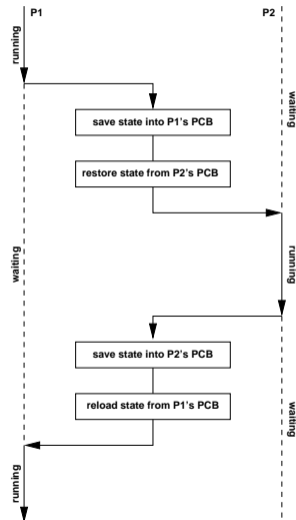 P1
P2
running
waiting
save state into P1's PCB
restore state from P2's PCB
waiting
running
save state into P2's PCB
reload state from P1's PCB
waiting
running